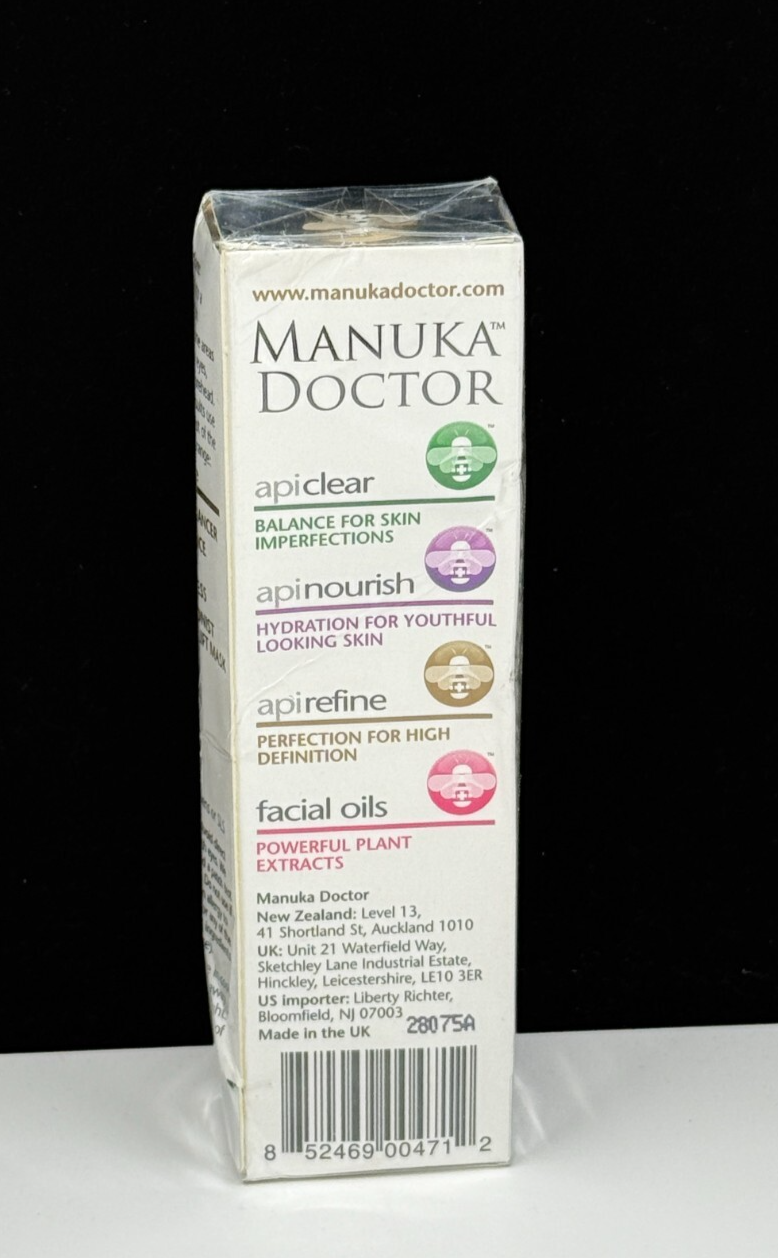 www.manukadoctor.com
MANUKA™
DOCTOR
apiclear
BALANCE FOR SKIN
IMPERFECTIONS
apinourish
HYDRATION FOR YOUTHFUL
LOOKING SKIN
apirefine
PERFECTION FOR HIGH
DEFINITION
facial oils
POWERFUL PLANT
EXTRACTS
Manuka Doctor
New Zealand: Level 13,
41 Shortland St, Auckland 1010
UK: Unit 21 Waterfield Way,
Sketchley Lane Industrial Estate,
Hinckley, Leicestershire, LE10 3ER
US importer: Liberty Richter,
Bloomfield, NJ 07003
Made in the UK 28075A
8 52469 00471 2